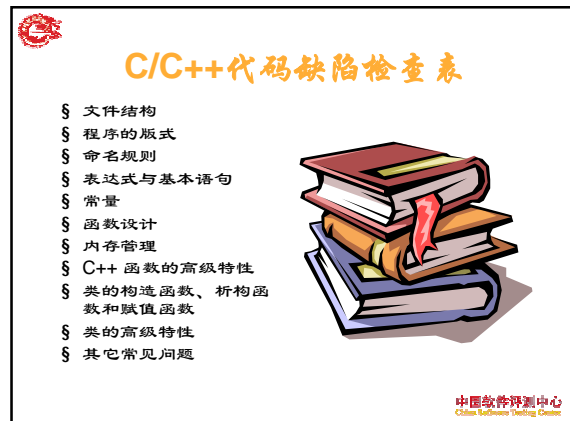 C/C++代码缺陷检查表
§ 文件结构
§ 程序的版式
§ 命名规则
§ 表达式与基本语句
§ 常量
§ 函数设计
§ 内存管理
§ C++ 函数的高级特性
§ 类的构造函数、析构函
数和赋值函数
§ 类的高级特性
§ 其它常见问题
中国软件评测中心
China Software Testing Center